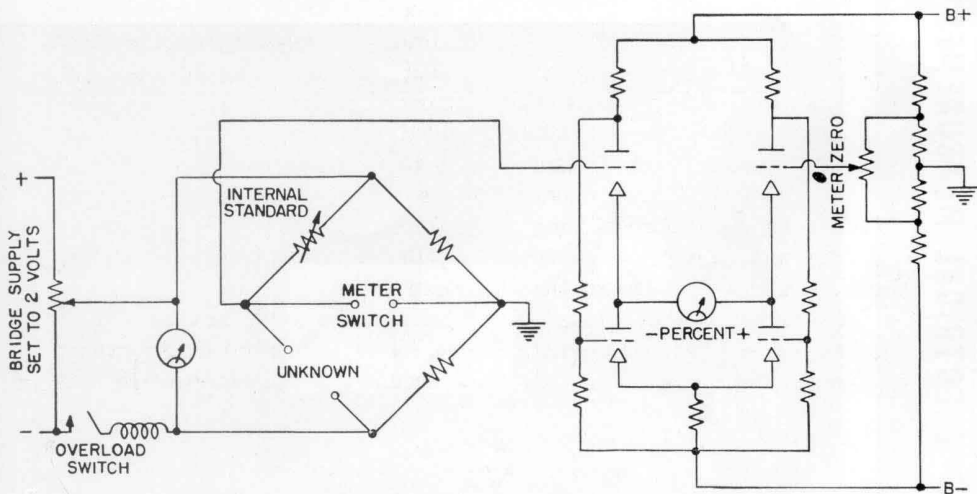 B+
+
BRIDGE SUPPLY
SET TO 2 VOLTS
-
OVERLOAD
SWITCH
INTERNAL
STANDARD
METER
SWITCH
UNKNOWN
-PERCENT+
METER ZERO
B-